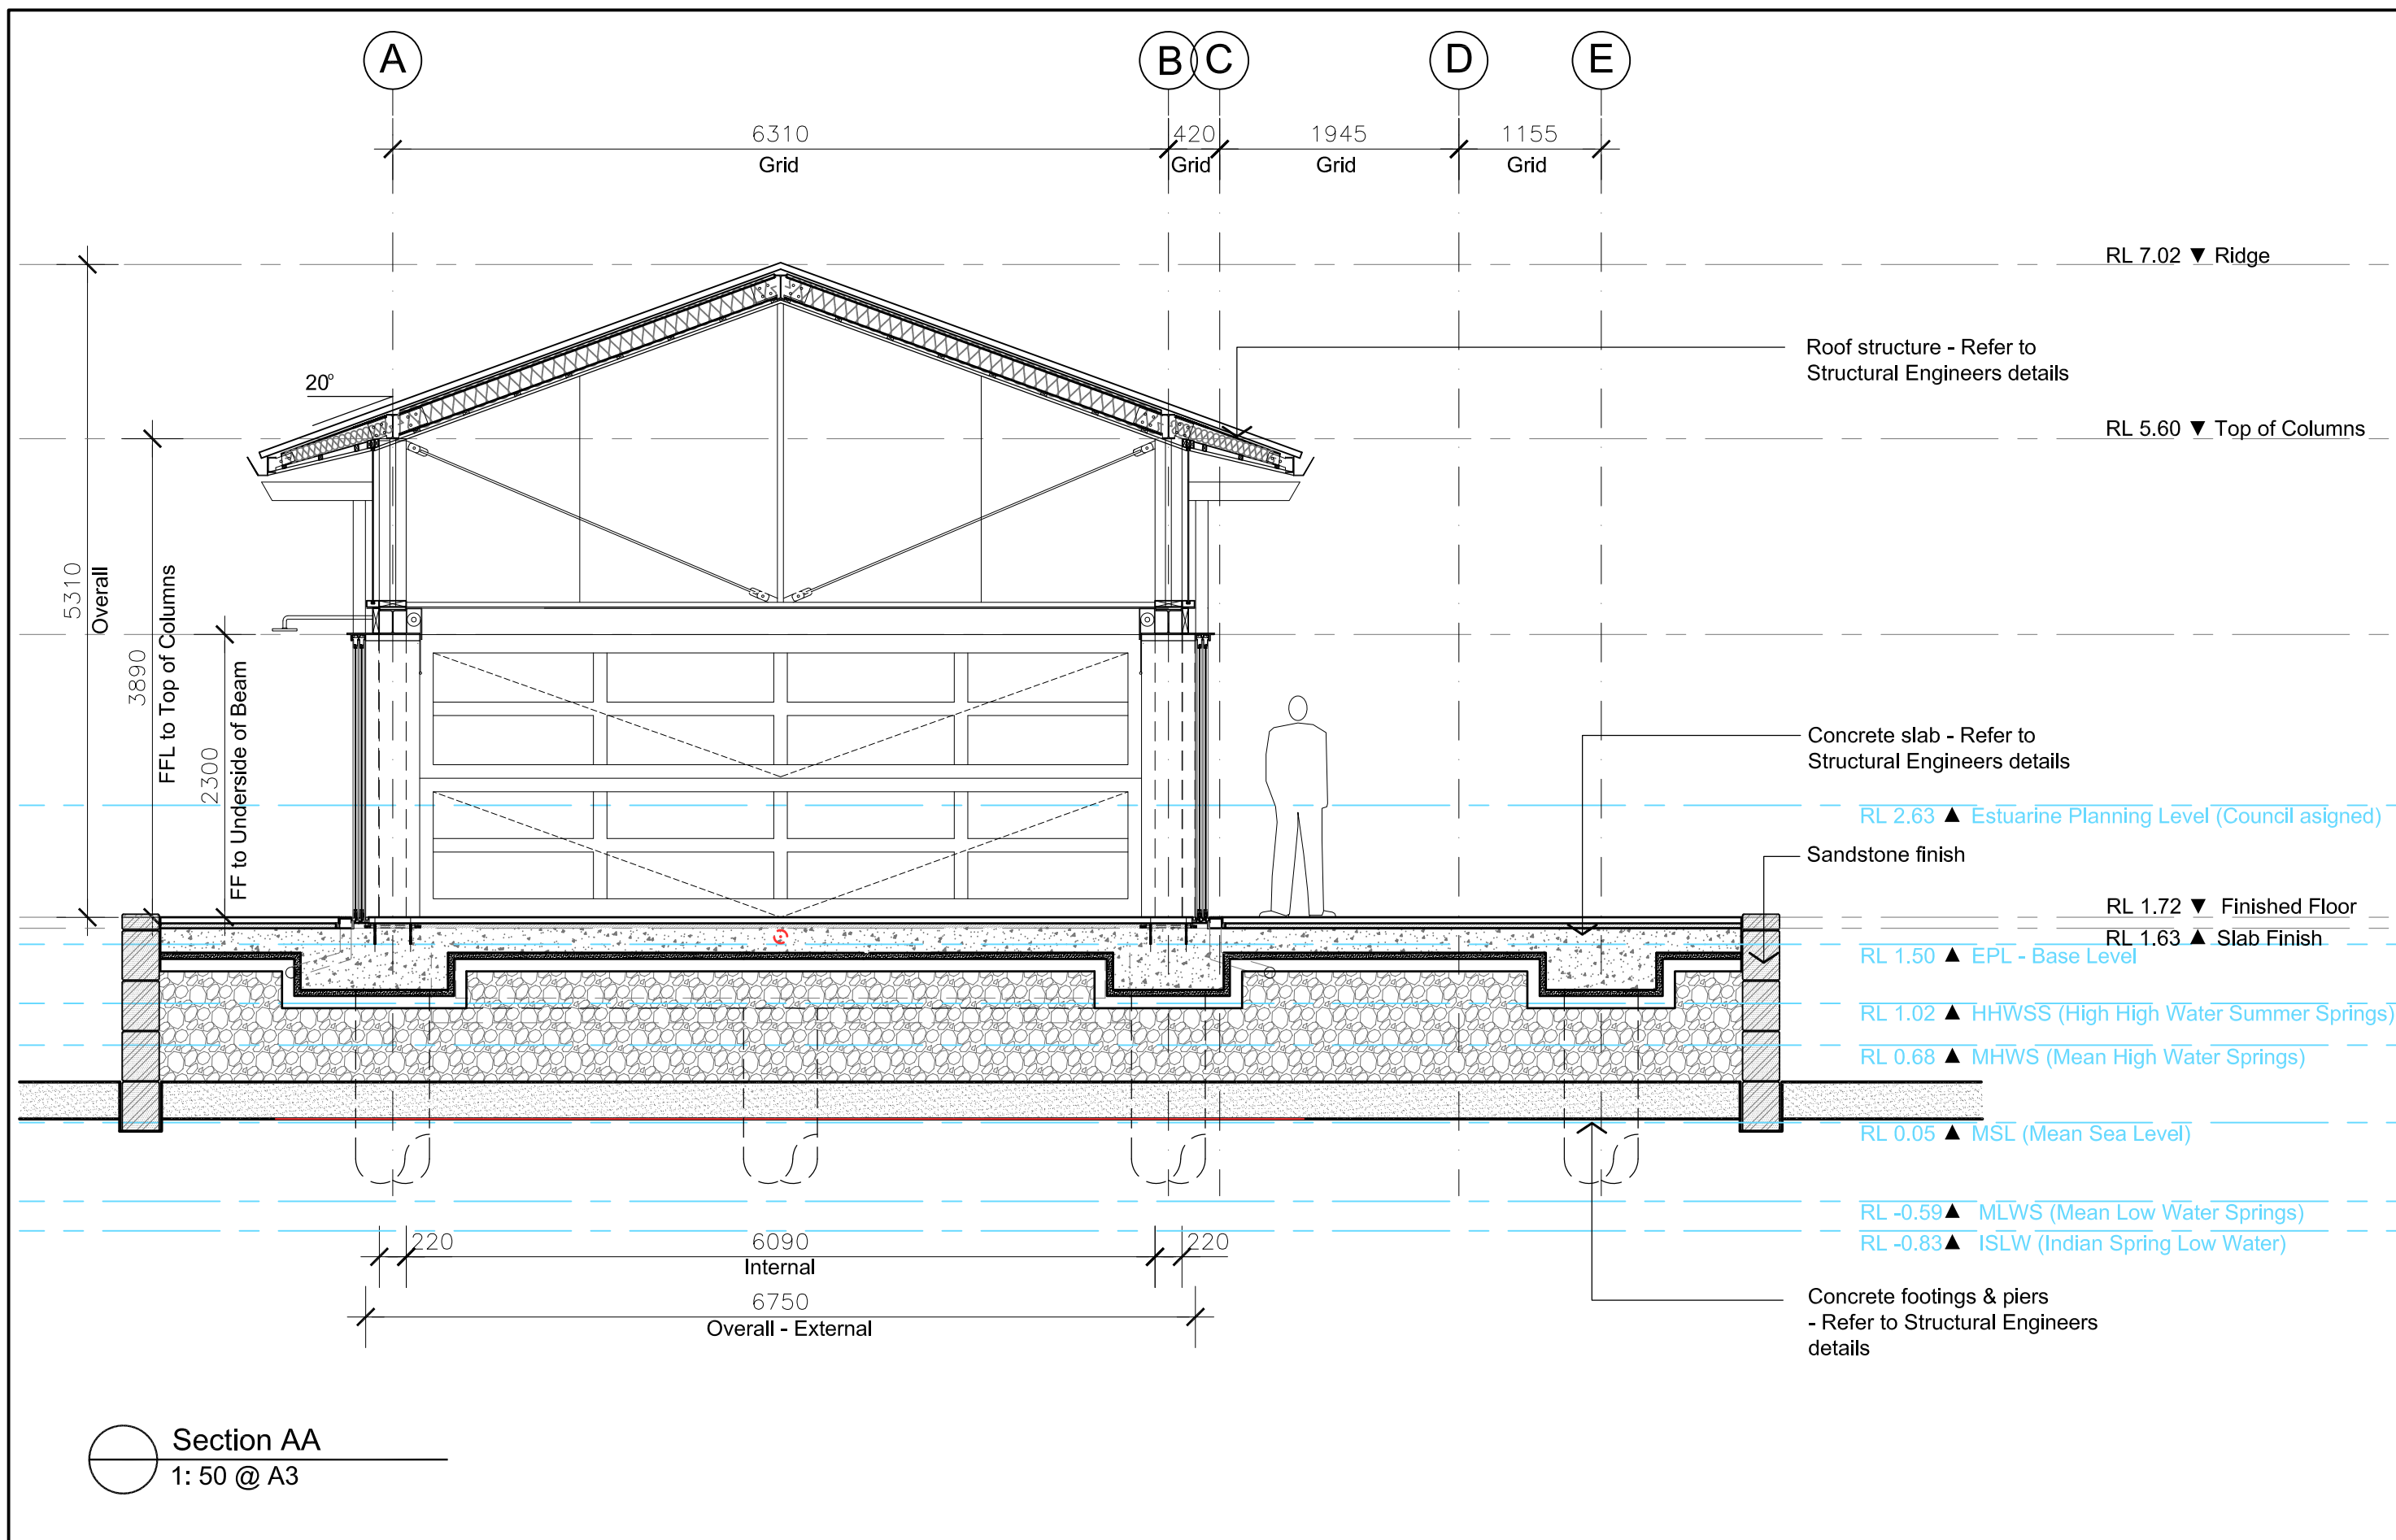 A
B
C
D
E
6310
Grid
420
Grid
1945
Grid
1155
Grid
RL 7.02 ▼ Ridge
Roof structure - Refer to
Structural Engineers details
20°
RL 5.60 ▼ Top of Columns
5310
Overall
3890
FFL to Top of Columns
2300
FF to Underside of Beam
Concrete slab - Refer to
Structural Engineers details
RL 2.63 ▲ Estuarine Planning Level (Council asigned)
Sandstone finish
RL 1.72 ▼ Finished Floor
RL 1.63 ▲ Slab Finish
RL 1.50 ▲ EPL - Base Level
RL 1.02 ▲ HHWSS (High High Water Summer Springs)
RL 0.68 ▲ MHWS (Mean High Water Springs)
RL 0.05 ▲ MSL (Mean Sea Level)
RL -0.59▲ MLWS (Mean Low Water Springs)
RL -0.83▲ ISLW (Indian Spring Low Water)
220
6090
Internal
220
6750
Overall - External
Concrete footings & piers
- Refer to Structural Engineers
details
Section AA
1: 50 @ A3